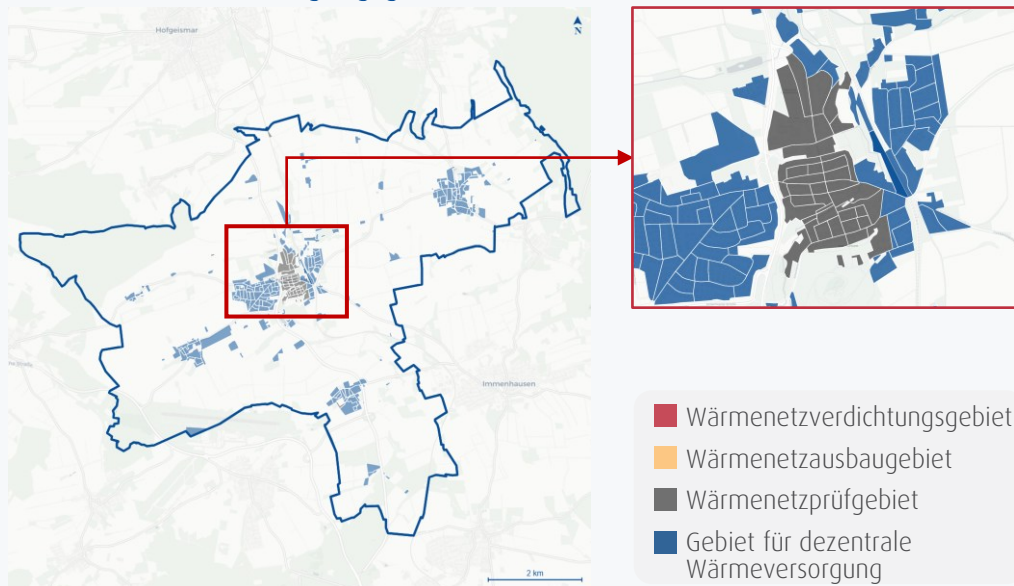 Hofgeismar
N
Immenhausen
2 km
Wärmenetzverdichtungsgebiet
Wärmenetzausbaugebiet
Wärmenetzprüfgebiet
Gebiet für dezentrale
Wärmeversorgung